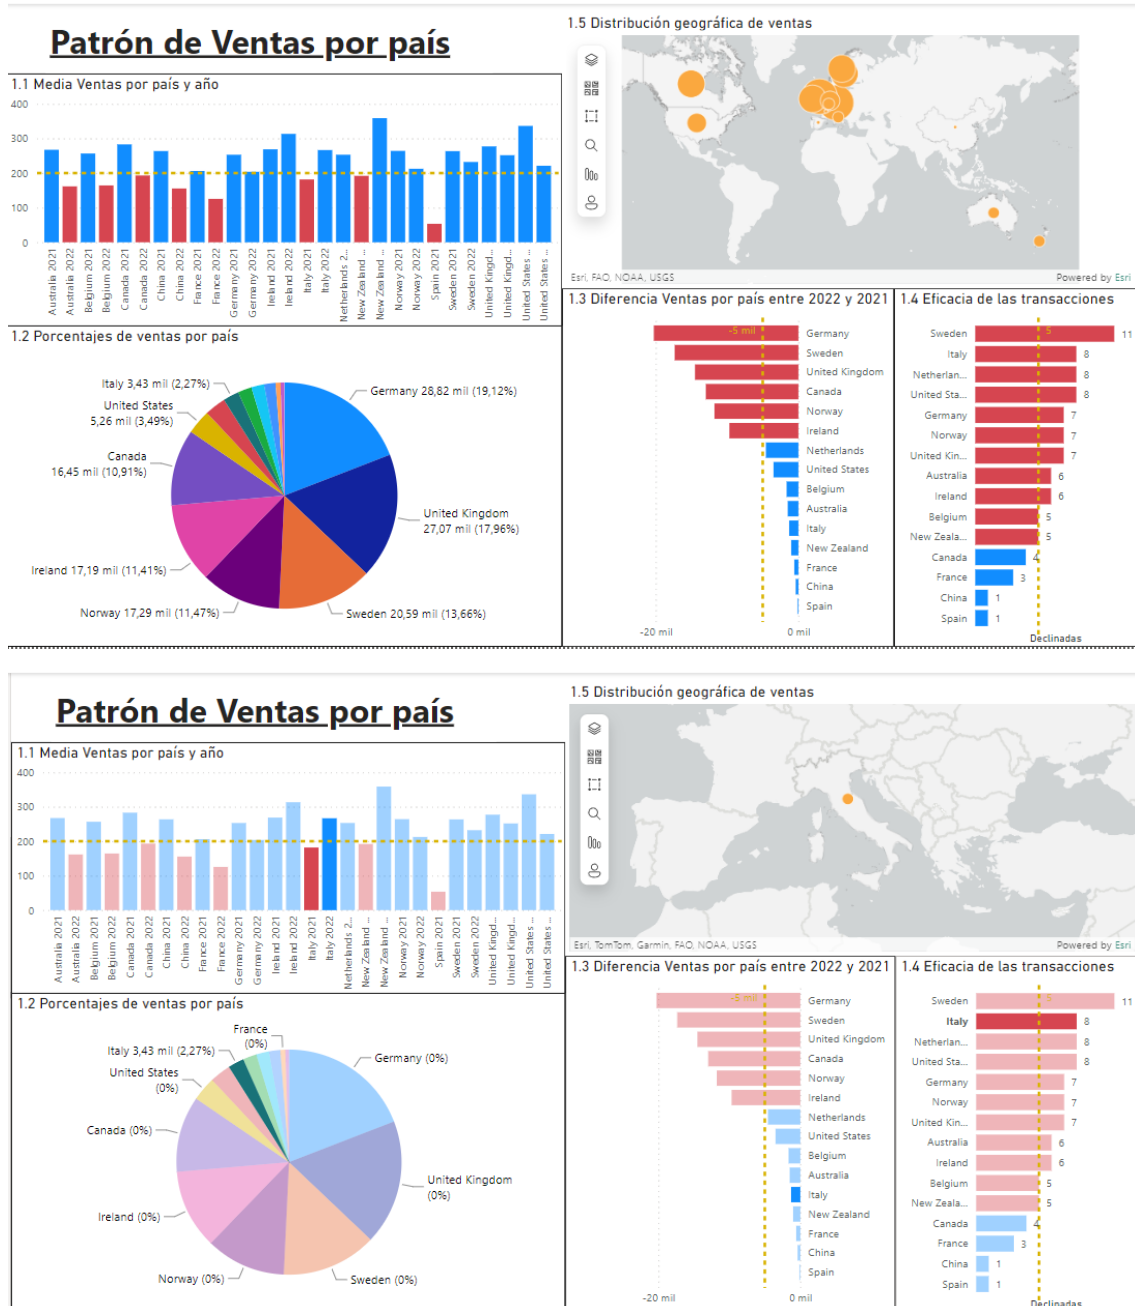 Patrón de Ventas por país
1.1 Media Ventas por país y año
400
300
200
100
0
Australia 2021
Australia 2022
Belgium 2021
Belgium 2022
Canada 2021
Canada 2022
China 2021
China 2022
France 2021
France 2022
Germany 2021
Germany 2022
Ireland 2021
Ireland 2022
Italy 2021
Italy 2022
Netherlands 2...
New Zealand ...
New Zealand ...
Norway 2021
Norway 2022
Spain 2021
Sweden 2021
Sweden 2022
United Kingd...
United Kingd...
United States ...
United States ...
1.2 Porcentajes de ventas por país
Italy 3,43 mil (2,27%)
United States
5,26 mil (3,49%)
Canada
16,45 mil (10,91%)
Ireland 17,19 mil (11,41%)
Norway 17,29 mil (11,47%)
Germany 28,82 mil (19,12%)
United Kingdom
27,07 mil (17,96%)
Sweden 20,59 mil (13,66%)
1.5 Distribución geográfica de ventas
Esri, FAO, NOAA, USGS
Powered by Esri
1.3 Diferencia Ventas por país entre 2022 y 2021
-5 mil
Germany
Sweden
United Kingdom
Canada
Norway
Ireland
Netherlands
United States
Belgium
Australia
Italy
New Zealand
France
China
Spain
-20 mil
0 mil
1.4 Eficacia de las transacciones
5
Sweden 11
Italy 8
Netherlan... 8
United Sta... 8
Germany 7
Norway 7
United Kin... 7
Australia 6
Ireland 6
Belgium 5
New Zeala... 5
Canada 4
France 3
China 1
Spain 1
Declinadas
Patrón de Ventas por país
1.1 Media Ventas por país y año
400
300
200
100
0
Australia 2021
Australia 2022
Belgium 2021
Belgium 2022
Canada 2021
Canada 2022
China 2021
China 2022
France 2021
France 2022
Germany 2021
Germany 2022
Ireland 2021
Ireland 2022
Italy 2021
Italy 2022
Netherlands 2...
New Zealand ...
New Zealand ...
Norway 2021
Norway 2022
Spain 2021
Sweden 2021
Sweden 2022
United Kingd...
United Kingd...
United States ...
United States ...
1.2 Porcentajes de ventas por país
France
(0%)
Italy 3,43 mil (2,27%)
United States
(0%)
Canada (0%)
Ireland (0%)
Norway (0%)
Germany (0%)
United Kingdom
(0%)
Sweden (0%)
1.5 Distribución geográfica de ventas
Esri, TomTom, Garmin, FAO, NOAA, USGS
Powered by Esri
1.3 Diferencia Ventas por país entre 2022 y 2021
-5 mil
Germany
Sweden
United Kingdom
Canada
Norway
Ireland
Netherlands
United States
Belgium
Australia
Italy
New Zealand
France
China
Spain
-20 mil
0 mil
1.4 Eficacia de las transacciones
5
Sweden 11
Italy 8
Netherlan... 8
United Sta... 8
Germany 7
Norway 7
United Kin... 7
Australia 6
Ireland 6
Belgium 5
New Zeala... 5
Canada 4
France 3
China 1
Spain 1
Declinadas